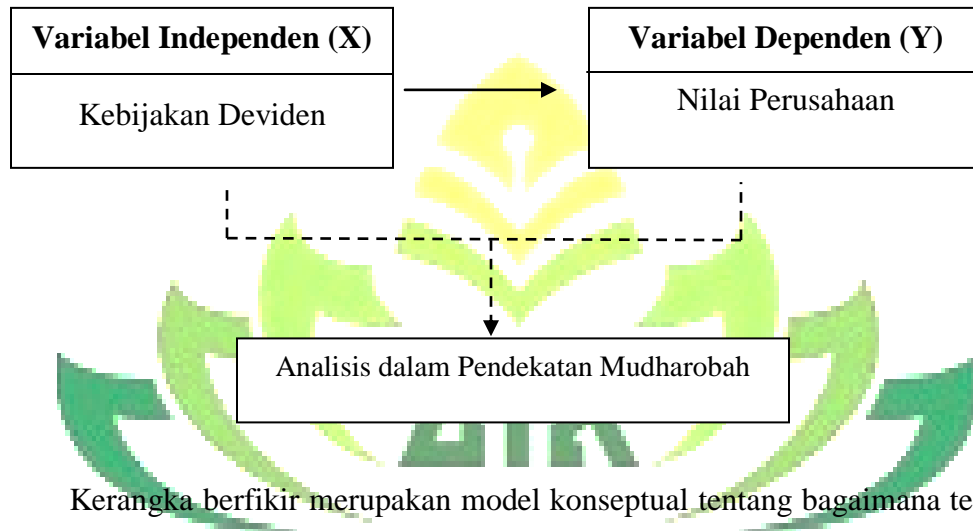 Variabel Independen (X)
Kebijakan Deviden
Variabel Dependen (Y)
Nilai Perusahaan
Analisis dalam Pendekatan Mudharobah
Kerangka berfikir merupakan model konseptual tentang bagaimana te